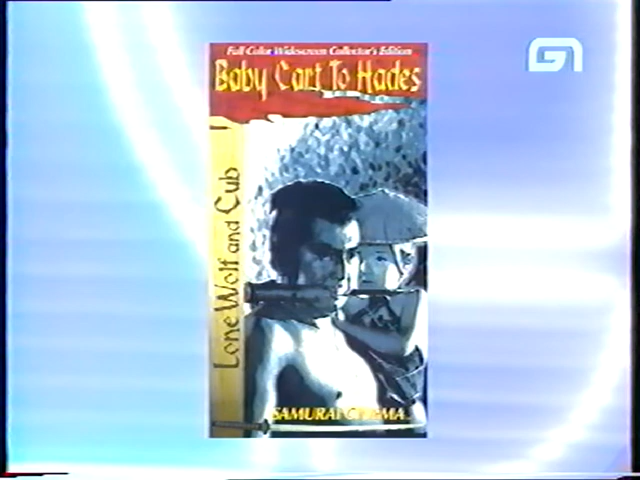 Full Color Widescreen Collector's Edition
Baby Cart To Hades
Lone Wolf and Cub
SAMURAI CINEMA